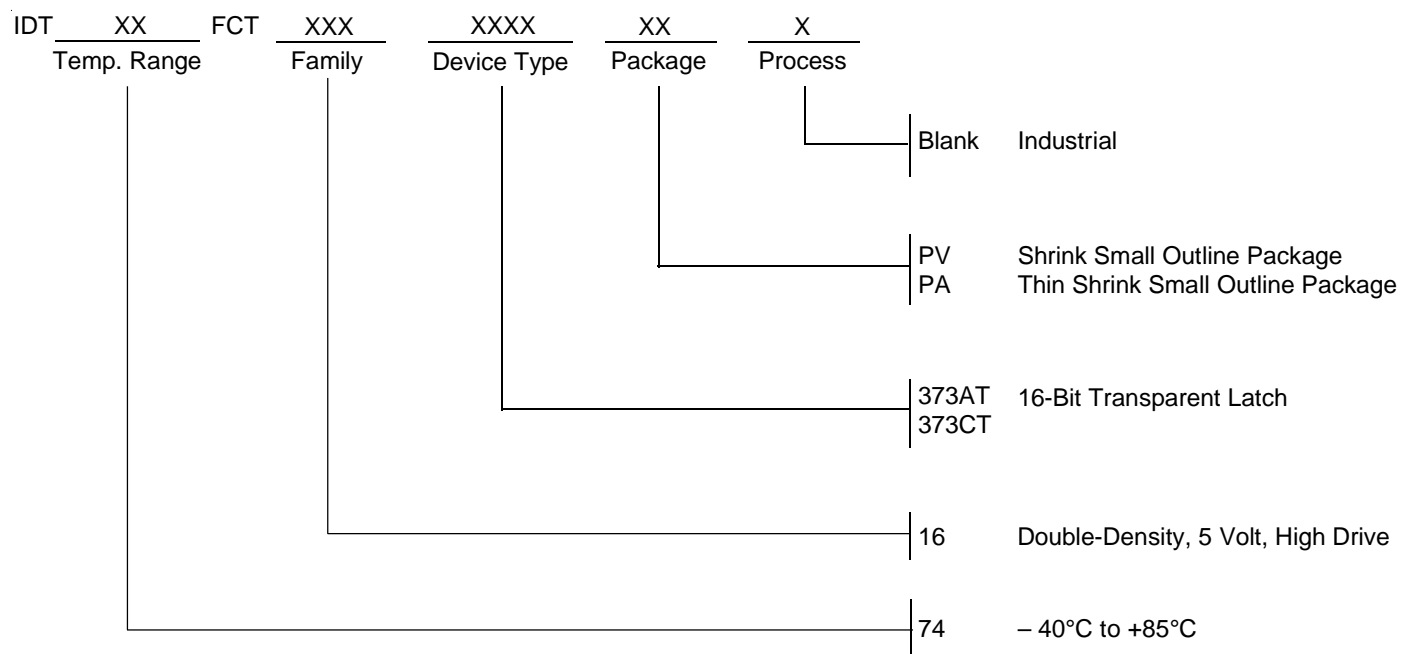 IDT XX FCT XXX XXXX XX X
Temp. Range Family Device Type Package Process
Blank Industrial
PV Shrink Small Outline Package
PA Thin Shrink Small Outline Package
373AT 16-Bit Transparent Latch
373CT
16 Double-Density, 5 Volt, High Drive
74 – 40°C to +85°C